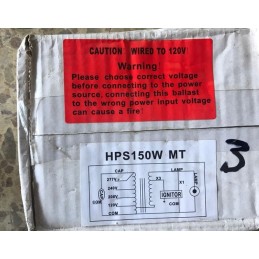 CAUTION WIRED TO 120V
Warning!
Please choose correct voltage
before connecting to the power
source, connecting this ballast
to the wrong power input voltage
can cause a fire!
3
HPS150W MT
CAP LAMP
277V
X3
X1
IGNITOR
LAMP
120V
COM
COM